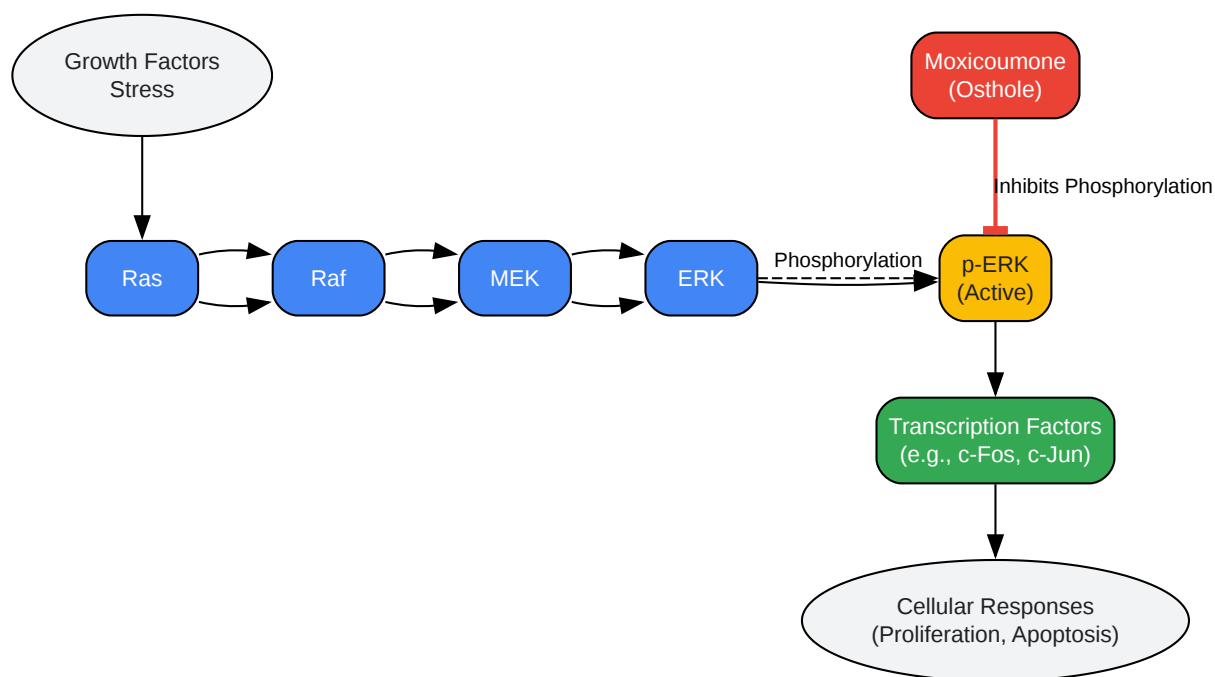 Growth Factors
Stress
Moxicoumone
(Osthole)
Inhibits Phosphorylation
Ras
Raf
MEK
ERK
Phosphorylation
p-ERK
(Active)
Transcription Factors
(e.g., c-Fos, c-Jun)
Cellular Responses
(Proliferation, Apoptosis)